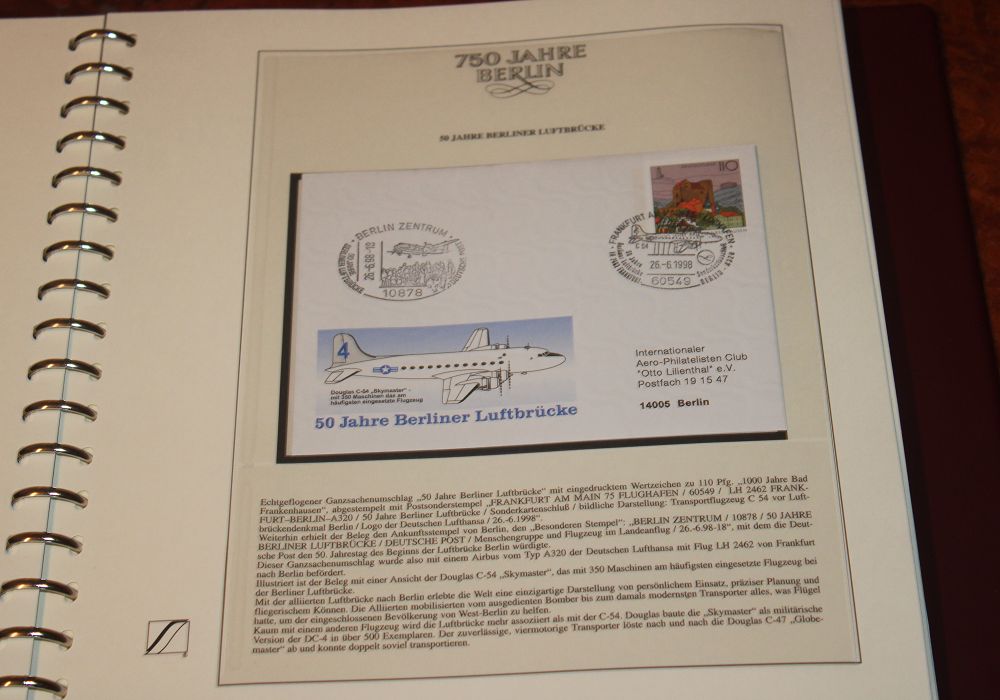 750 JAHRE
BERLIN
50 JAHRE BERLINER LUFTBRÜCKE
110
BERLIN ZENTRUM
50 JAHRE
BERLINER LUFTBRÜCKE
26.-6.98-18
DEUTSCHE POST
10878
FRANKFURT AM
C 54
50 Jahre
Berliner Luftbrücke
26.-6.1998
60549
4
Douglas C-54 „Skymaster" -
mit 350 Maschinen das am
häufigsten eingesetzte Flugzeug
50 Jahre Berliner Luftbrücke
Internationaler
Aero-Philatelisten Club
"Otto Lilienthal" e.V.
Postfach 19 15 47
14005 Berlin
Echtgeflogener Ganzsachenumschlag „50 Jahre Berliner Luftbrücke" mit eingedrucktem Wertzeichen zu 110 Pfg. „1000 Jahre Bad
Frankenhausen", abgestempelt mit Postsonderstempel „FRANKFURT AM MAIN 75 FLUGHAFEN / 60549 / LH 2462 FRANK-
FURT–BERLIN–A320 / 50 Jahre Berliner Luftbrücke / Sonderkartenschluß / bildliche Darstellung: Transportflugzeug C 54 vor Luft-
brückendenkmal Berlin / Logo der Deutschen Lufthansa / 26.-6.1998".
Weiterhin erhielt der Beleg den Ankunftsstempel von Berlin, den „Besonderen Stempel": „BERLIN ZENTRUM / 10878 / 50 JAHRE
BERLINER LUFTBRÜCKE / DEUTSCHE POST / Menschengruppe und Flugzeug im Landeanflug / 26.-6.98-18", mit dem die Deut-
sche Post den 50. Jahrestag des Beginns der Luftbrücke Berlin würdigte.
Dieser Ganzsachenumschlag wurde also mit einem Airbus vom Typ A320 der Deutschen Lufthansa mit Flug LH 2462 von Frankfurt
nach Berlin befördert.
Illustriert ist der Beleg mit einer Ansicht der Douglas C-54 „Skymaster", das mit 350 Maschinen am häufigsten eingesetzte Flugzeug bei
der Berliner Luftbrücke.
Mit der alliierten Luftbrücke nach Berlin erlebte die Welt eine einzigartige Darstellung von persönlichem Einsatz, präziser Planung und
fliegerischem Können. Die Alliierten mobilisierten vom ausgedienten Bomber bis zum damals modernsten Transporter alles, was Flügel
hatte, um der eingeschlossenen Bevölkerung von West-Berlin zu helfen.
Kaum mit einem anderen Flugzeug wird die Luftbrücke mehr assoziiert als mit der C-54. Douglas baute die „Skymaster" als militärische
Version der DC-4 in über 500 Exemplaren. Der zuverlässige, viermotorige Transporter löste nach und nach die Douglas C-47 „Globe-
master" ab und konnte doppelt soviel transportieren.